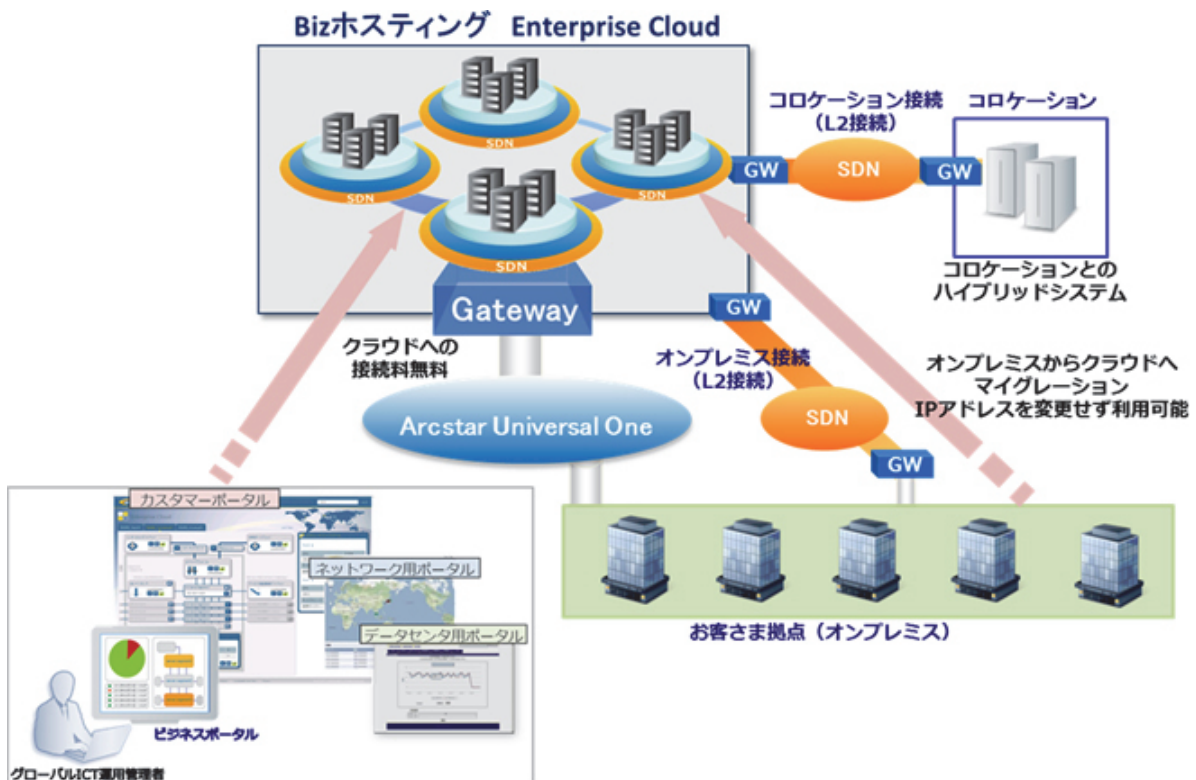 Bizホスティング Enterprise Cloud
SDN
SDN
SDN
SDN
Gateway
コロケーション接続
(L2接続)
コロケーション
GW
SDN
GW
コロケーションとの
ハイブリッドシステム
GW
クラウドへの
接続料無料
オンプレミス接続
(L2接続)
オンプレミスからクラウドへ
マイグレーション
IPアドレスを変更せず利用可能
Arcstar Universal One
SDN
GW
カスタマーポータル
ネットワーク用ポータル
データセンタ用ポータル
お客さま拠点(オンプレミス)
ビジネスポータル
グローバルICT運用管理者